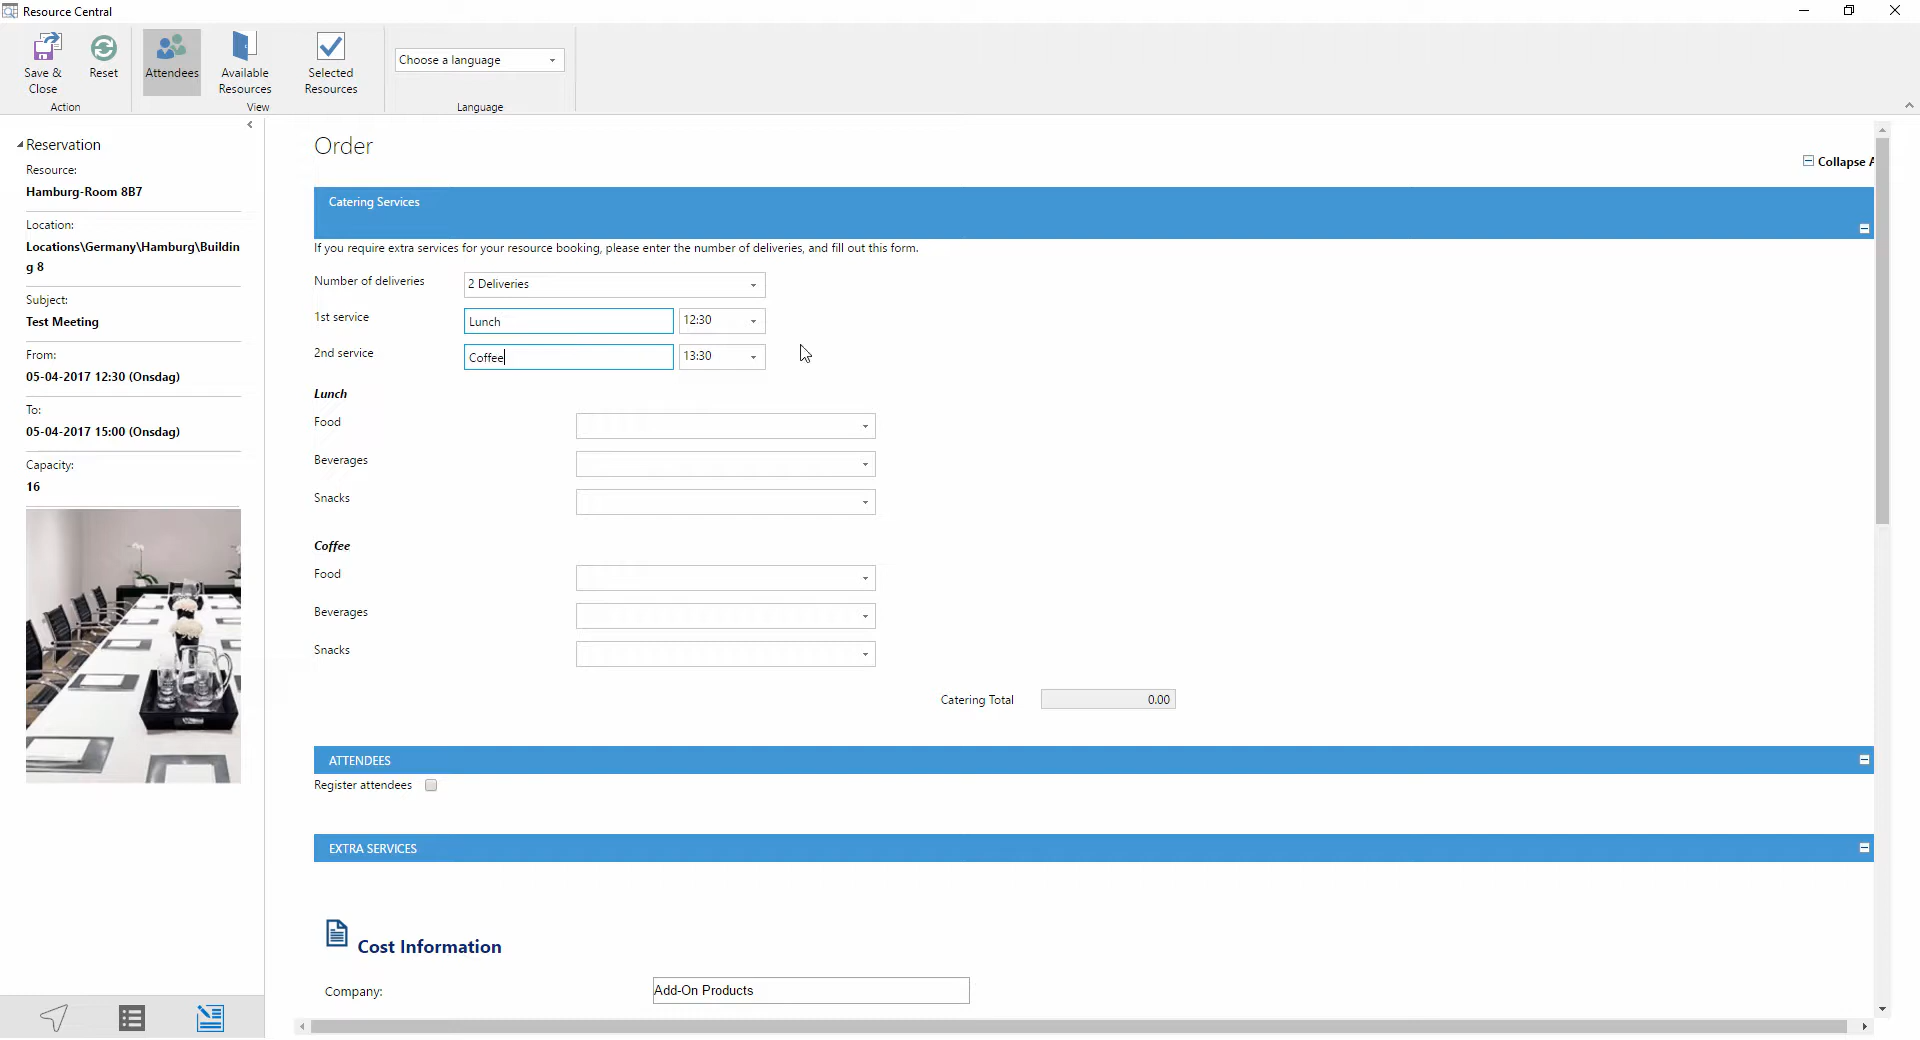 Resource Central
Save & Close
Reset
Attendees
Available Resources
Selected Resources
Choose a language
Action
View
Language
Reservation
Resource:
Hamburg-Room 8B7
Location:
Locations\Germany\Hamburg\Buildin
g 8
Subject:
Test Meeting
From:
05-04-2017 12:30 (Onsdag)
To:
05-04-2017 15:00 (Onsdag)
Capacity:
16
Order
Collapse A
Catering Services
If you require extra services for your resource booking, please enter the number of deliveries, and fill out this form.
Number of deliveries 2 Deliveries
1st service Lunch 12:30
2nd service Coffee 13:30
Lunch
Food
Beverages
Snacks
Coffee
Food
Beverages
Snacks
Catering Total 0.00
ATTENDEES
Register attendees
EXTRA SERVICES
Cost Information
Company: Add-On Products